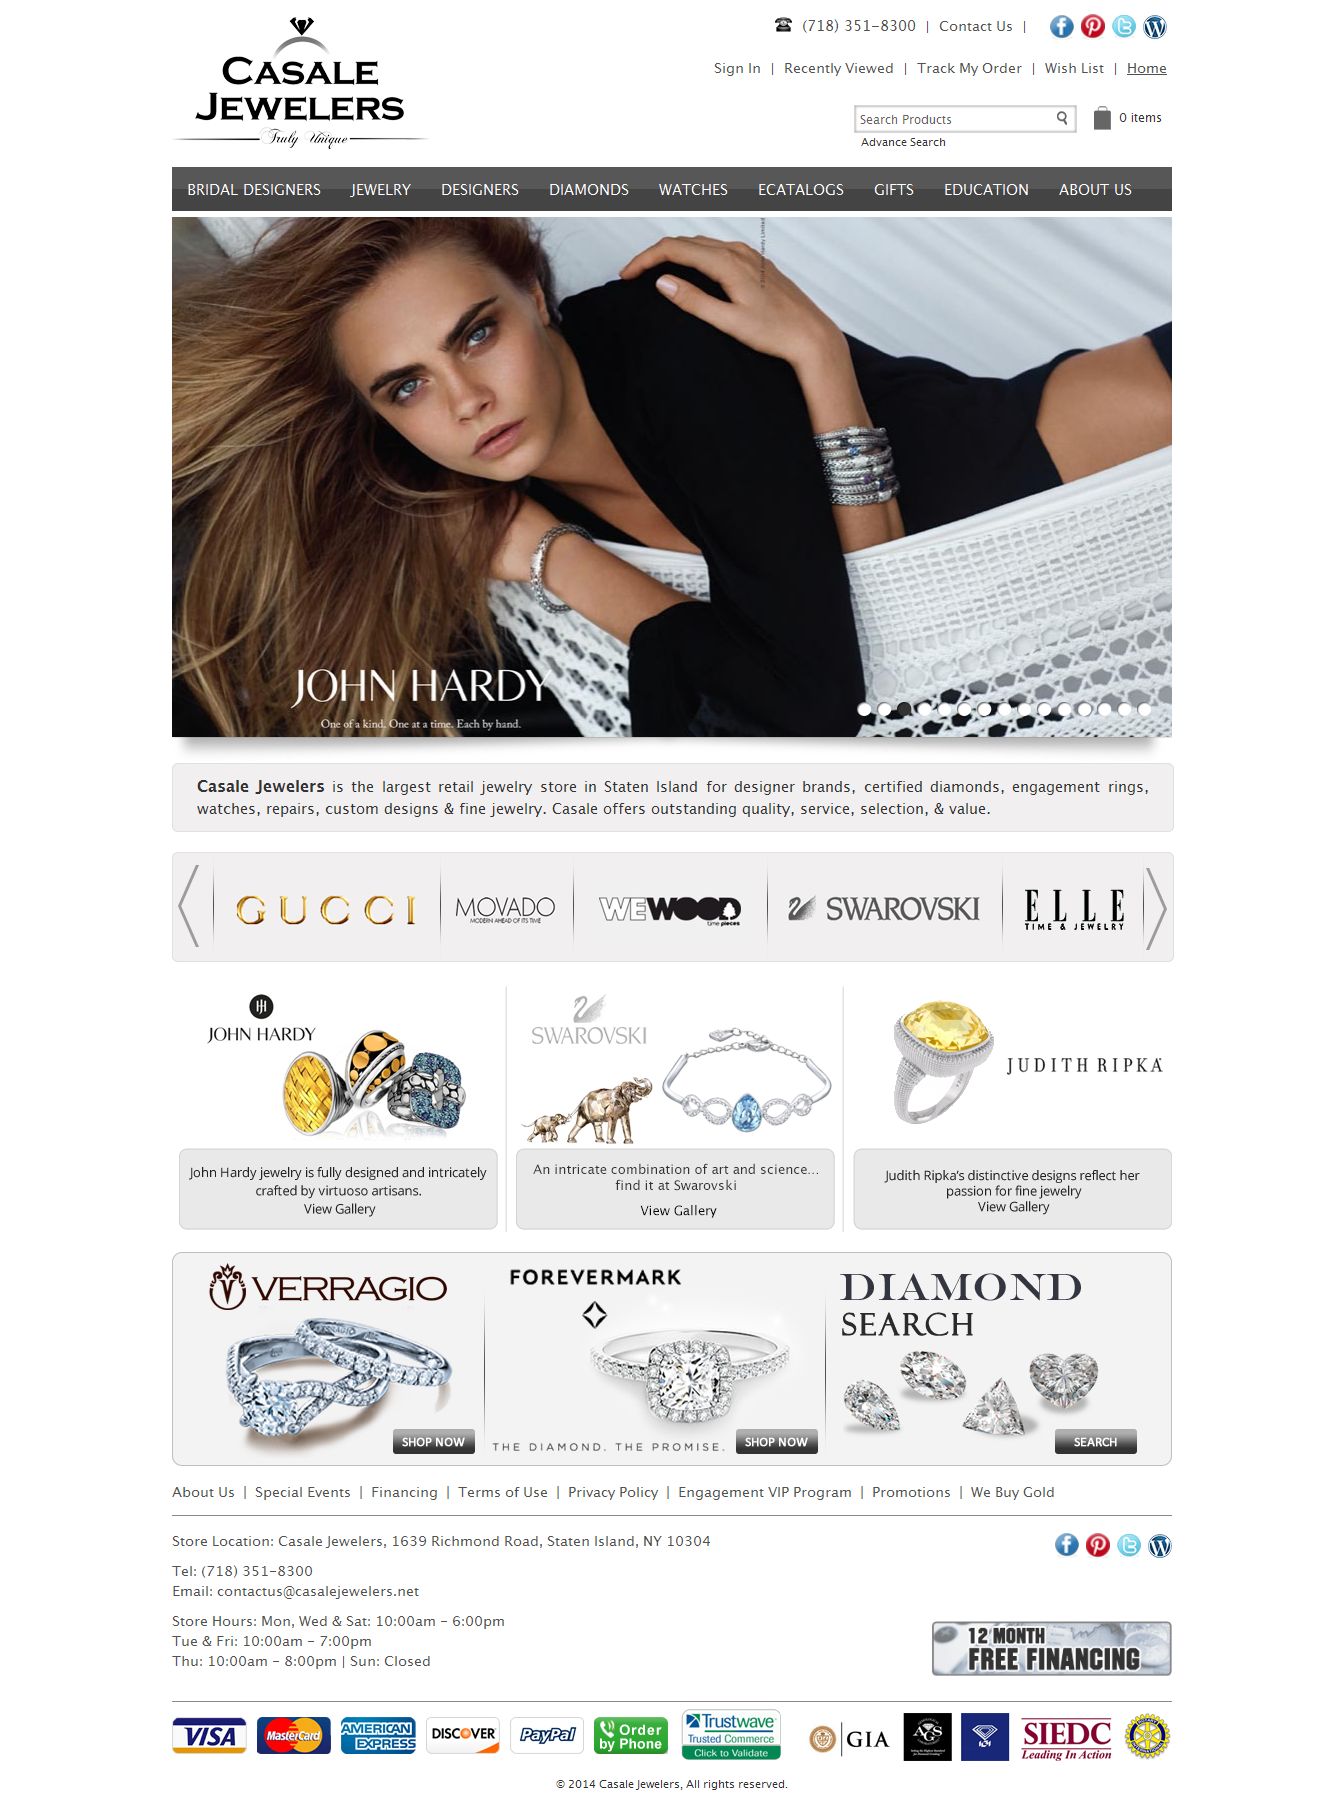 CASALE
JEWELERS
Truly Unique
(718) 351-8300 | Contact Us |
Sign In | Recently Viewed | Track My Order | Wish List | Home
Search Products
0 items
Advance Search
BRIDAL DESIGNERS JEWELRY DESIGNERS DIAMONDS WATCHES ECATALOGS GIFTS EDUCATION ABOUT US
JOHN HARDY
One of a kind. One at a time. Each by hand.
Casale Jewelers is the largest retail jewelry store in Staten Island for designer brands, certified diamonds, engagement rings,
watches, repairs, custom designs & fine jewelry. Casale offers outstanding quality, service, selection, & value.
GUCCI
MOVADO
MODERN AHEAD OF ITS TIME
WEWOOD
time pieces
SWAROVSKI
ELLE
TIME & JEWELRY
JOHN HARDY
John Hardy jewelry is fully designed and intricately
crafted by virtuoso artisans.
View Gallery
SWAROVSKI
An intricate combination of art and science...
find it at Swarovski
View Gallery
JUDITH RIPKA
Judith Ripka's distinctive designs reflect her
passion for fine jewelry
View Gallery
VERRAGIO
SHOP NOW
FOREVERMARK
THE DIAMOND. THE PROMISE.
SHOP NOW
DIAMOND
SEARCH
SEARCH
About Us | Special Events | Financing | Terms of Use | Privacy Policy | Engagement VIP Program | Promotions | We Buy Gold
Store Location: Casale Jewelers, 1639 Richmond Road, Staten Island, NY 10304
Tel: (718) 351-8300
Email: contactus@casalejewelers.net
Store Hours: Mon, Wed & Sat: 10:00am - 6:00pm
Tue & Fri: 10:00am - 7:00pm
Thu: 10:00am - 8:00pm | Sun: Closed
12 MONTH
FREE FINANCING
VISA
MasterCard
AMERICAN
EXPRESS
DISCOVER
PayPal
Order
by Phone
Trustwave
Trusted Commerce
Click to Validate
GIA
AGS
SIEDC
Leading In Action
© 2014 Casale Jewelers, All rights reserved.